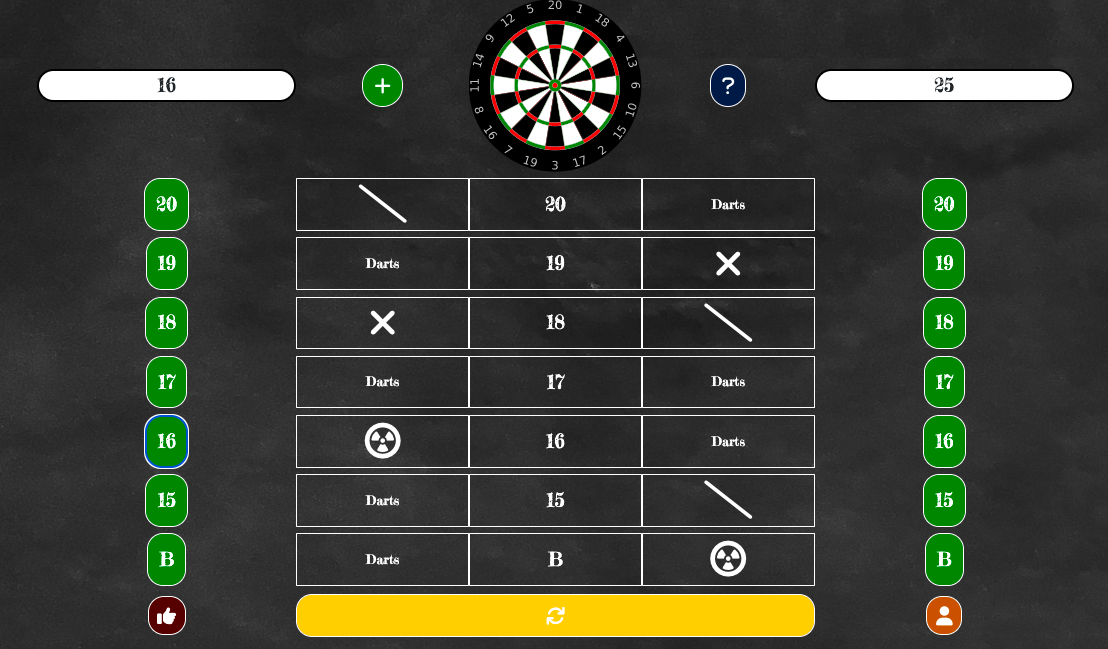 5 20 1
12 18
9 4
14 13
16 + 11 9 ? 25
8 10
16 15
7 2
19 3 17
20 20 Darts 20
19 Darts 19 19
18 18 18
17 Darts 17 Darts 17
16 16 Darts 16
15 Darts 15 15
B Darts B B